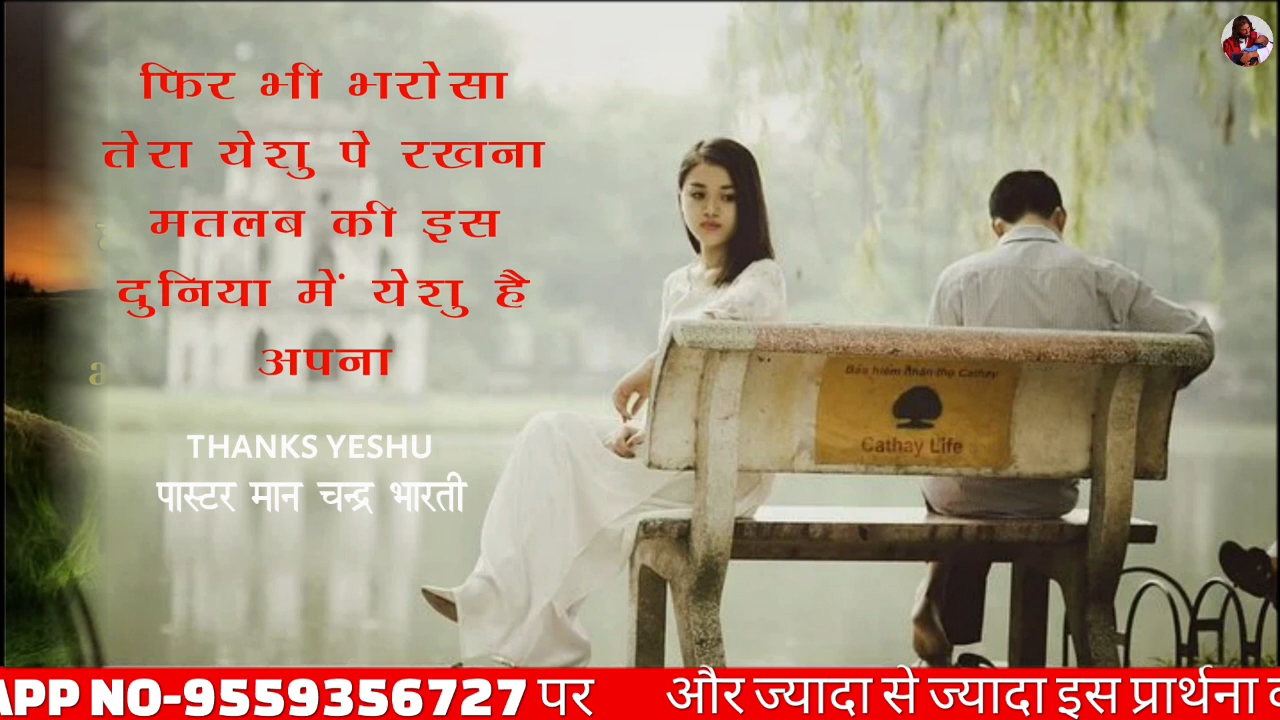 फिर भी भरोसा
तेरा येशु पे रखना
मतलब की इस
दुनिया में येशु है
अपना
THANKS YESHU
पास्टर मान चन्द्र भारती
Bảo hiểm nhân thọ Cathay
Cathay Life
APP NO-9559356727 पर और ज्यादा से ज्यादा इस प्रार्थना